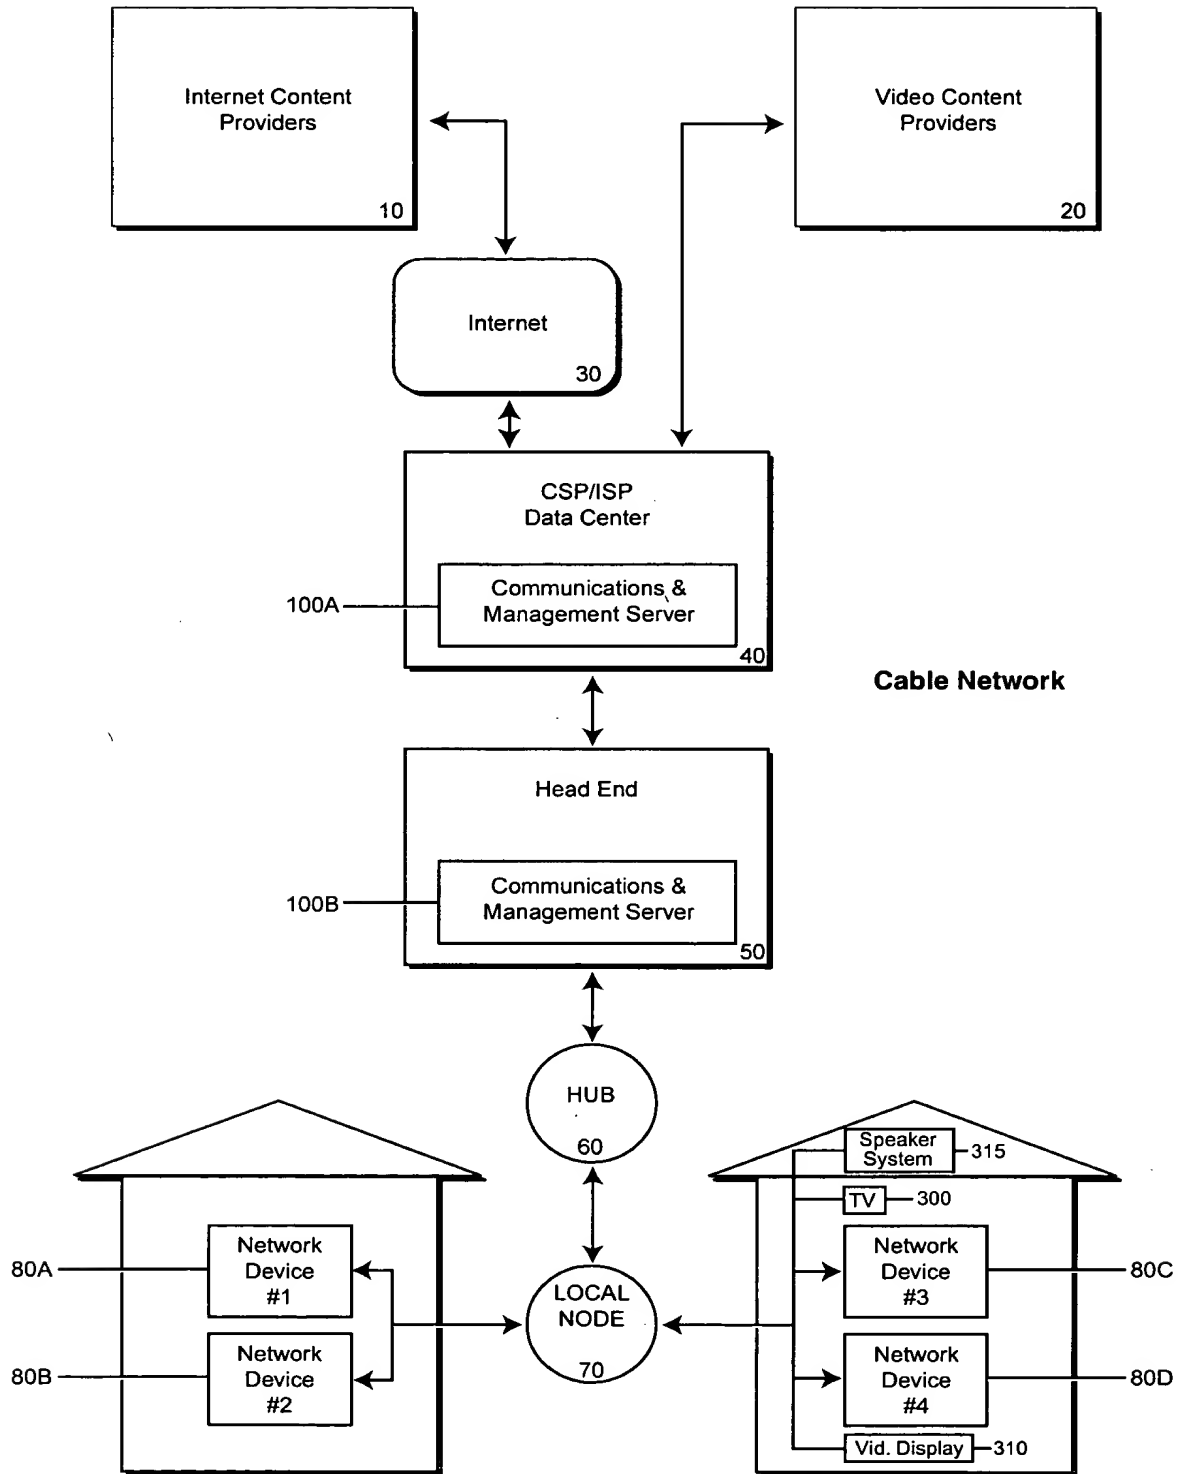 Internet Content
Providers
10
Video Content
Providers
20
Internet
30
CSP/ISP
Data Center
Communications &
Management Server
100A
40
Cable Network
Head End
Communications &
Management Server
100B
50
HUB
60
Speaker
System
315
TV
300
80A
Network
Device
#1
80B
Network
Device
#2
LOCAL
NODE
70
Network
Device
#3
80C
Network
Device
#4
80D
Vid. Display
310